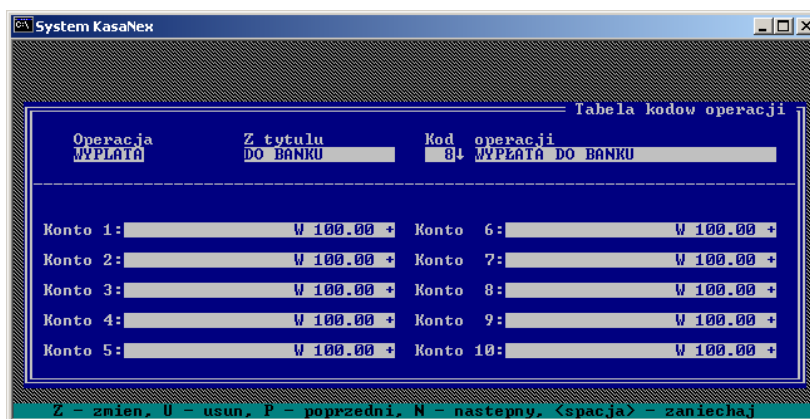 System KasaNex
Tabela kodow operacji
Operacja Z tytulu Kod operacji
WYPŁATA DO BANKU 8↓ WYPŁATA DO BANKU
Konto 1: W 100.00 + Konto 6: W 100.00 +
Konto 2: W 100.00 + Konto 7: W 100.00 +
Konto 3: W 100.00 + Konto 8: W 100.00 +
Konto 4: W 100.00 + Konto 9: W 100.00 +
Konto 5: W 100.00 + Konto 10: W 100.00 +
Z - zmien, U - usun, P - poprzedni, N - nastepny, <spacja> - zaniechaj